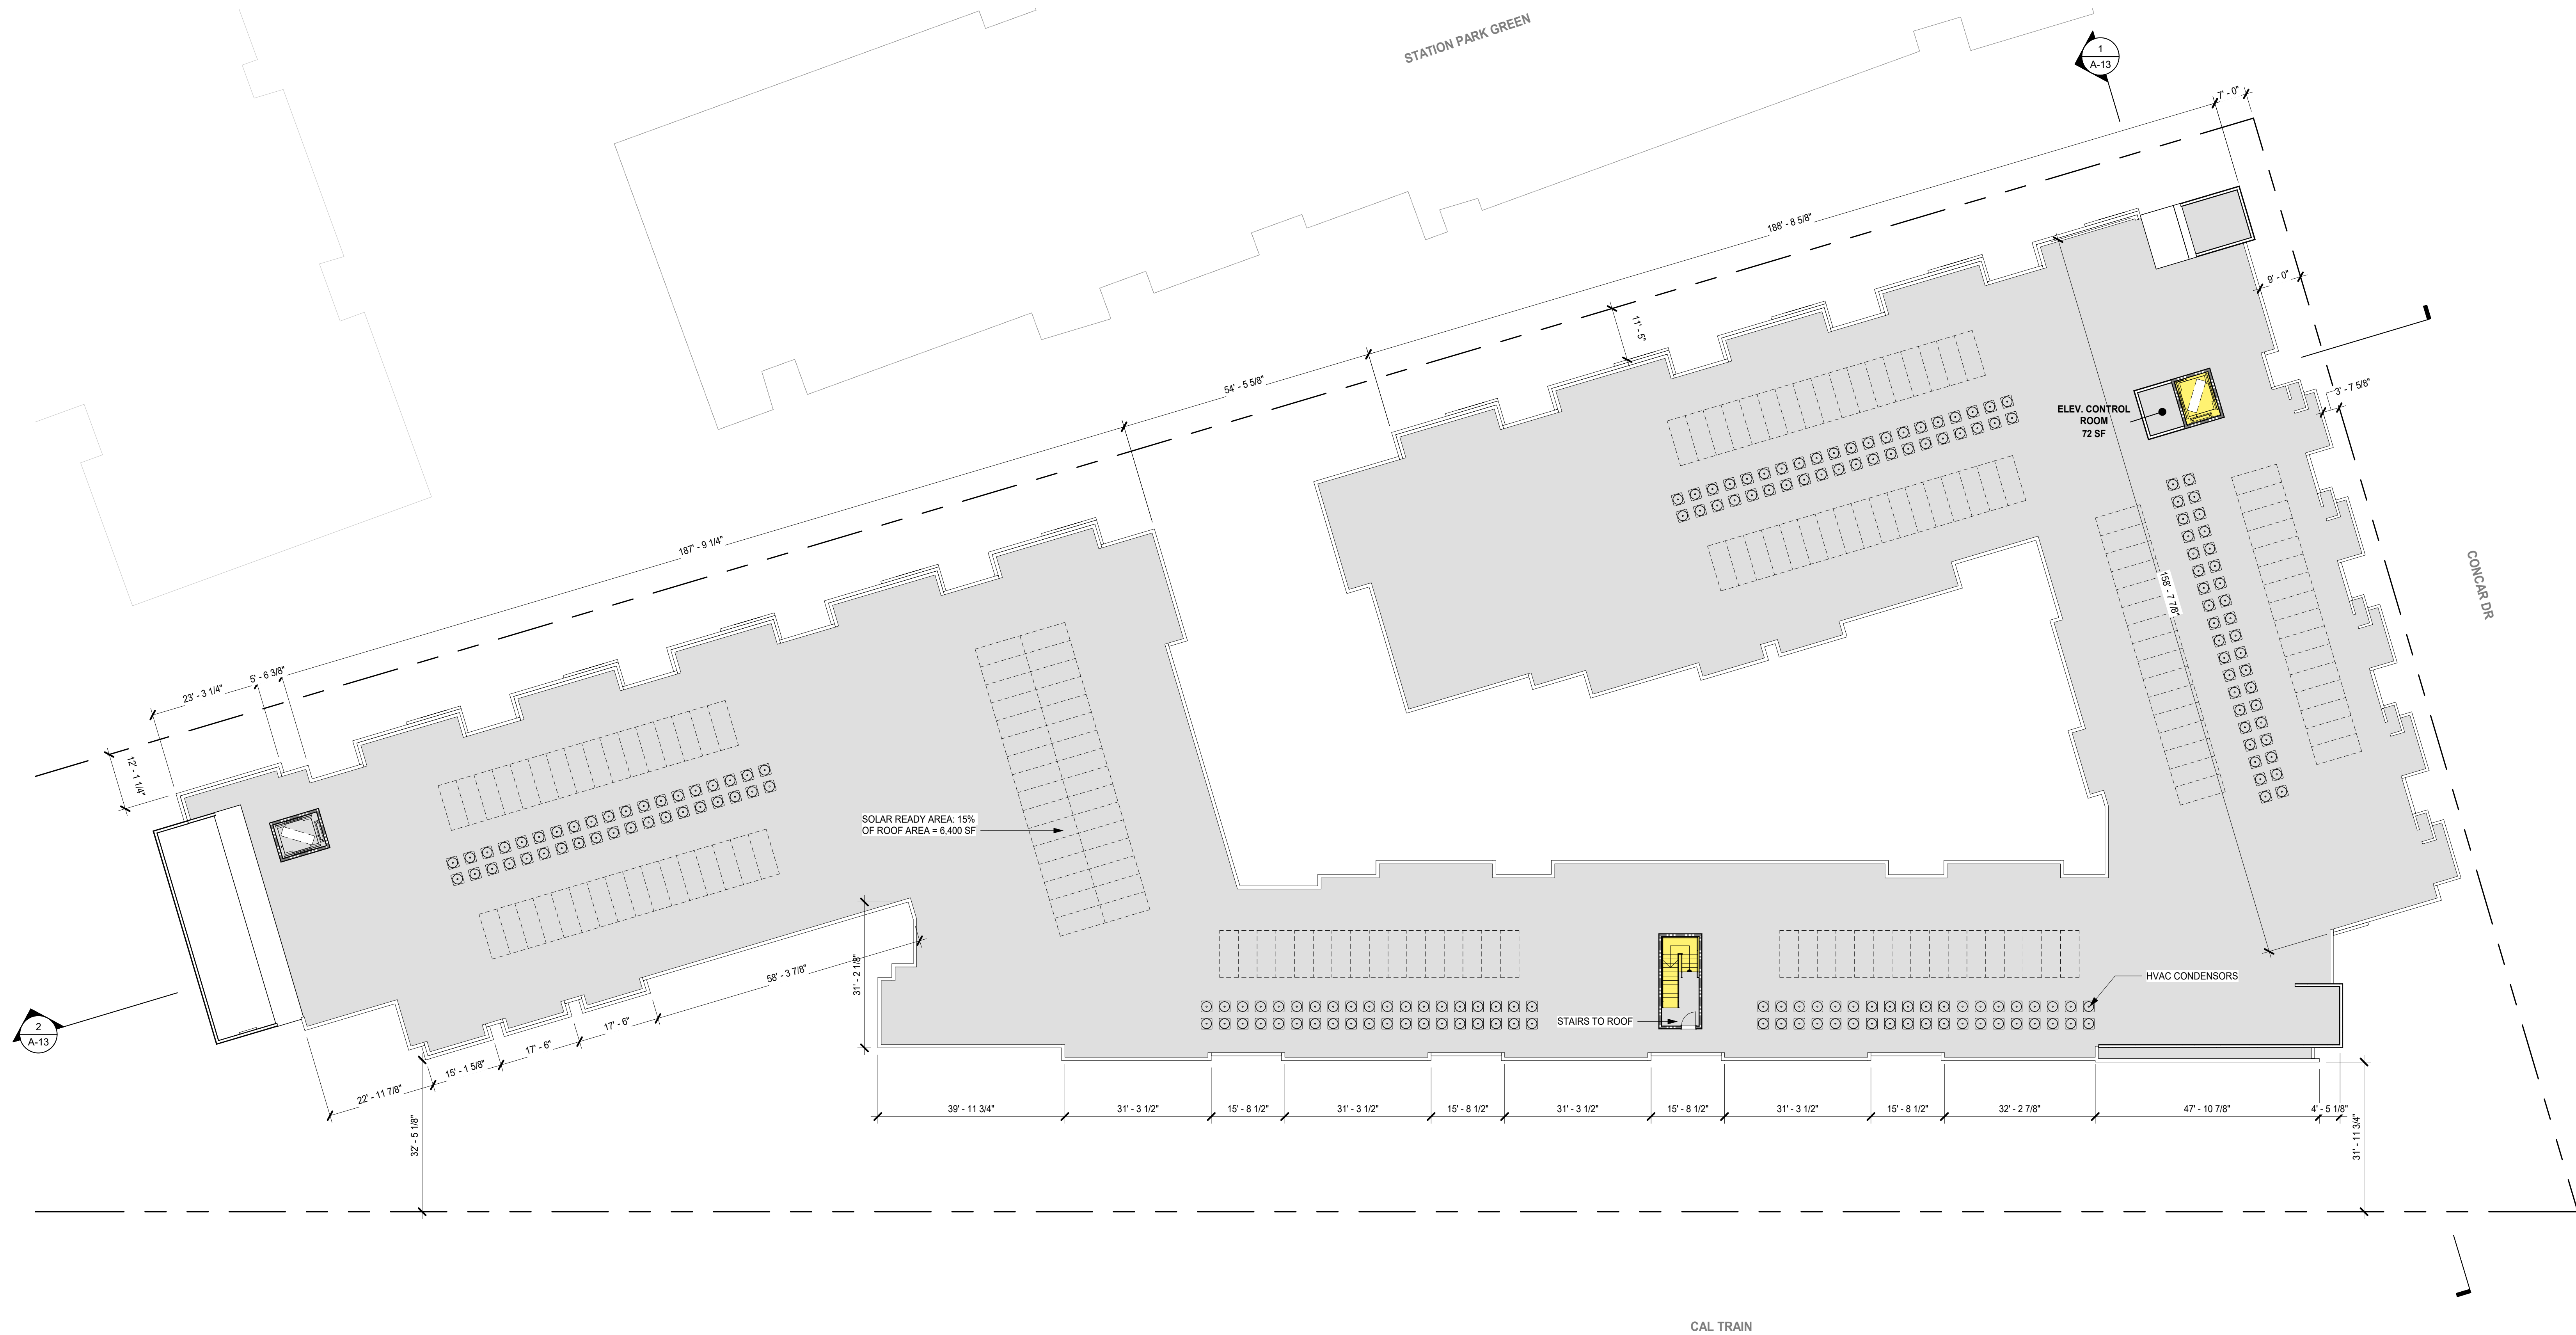 STATION PARK GREEN
1
A-13
7' - 0"
188' - 8 5/8"
9' - 0"
11' - 5"
3' - 7 5/8"
54' - 5 5/8"
ELEV. CONTROL
ROOM
72 SF
187' - 9 1/4"
158' - 7 7/8"
CONCAR DR
5' - 6 3/8"
23' - 3 1/4"
12' - 1 1/4"
SOLAR READY AREA: 15%
OF ROOF AREA = 6,400 SF
58' - 3 7/8"
31' - 2 1/8"
HVAC CONDENSORS
STAIRS TO ROOF
2
A-13
17' - 6"
17' - 6"
15' - 1 5/8"
22' - 11 7/8"
32' - 5 1/8"
39' - 11 3/4"
31' - 3 1/2"
15' - 8 1/2"
31' - 3 1/2"
15' - 8 1/2"
31' - 3 1/2"
15' - 8 1/2"
31' - 3 1/2"
15' - 8 1/2"
32' - 2 7/8"
47' - 10 7/8"
4' - 5 1/8"
31' - 11 3/4"
CAL TRAIN